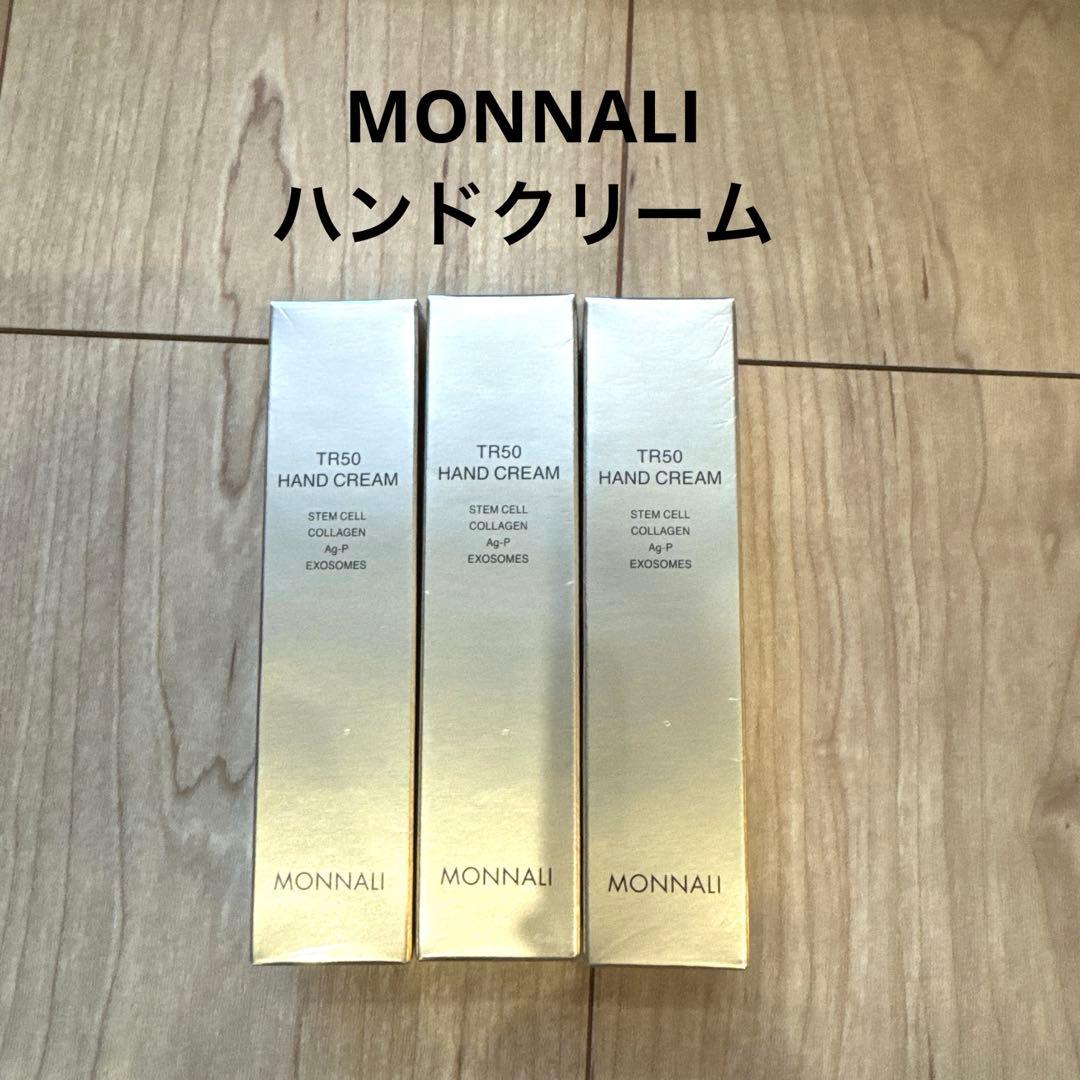 MONNALI
ハンドクリーム
TR50
HAND CREAM
STEM CELL
COLLAGEN
Ag-P
EXOSOMES
MONNALI
TR50
HAND CREAM
STEM CELL
COLLAGEN
Ag-P
EXOSOMES
MONNALI
TR50
HAND CREAM
STEM CELL
COLLAGEN
Ag-P
EXOSOMES
MONNALI